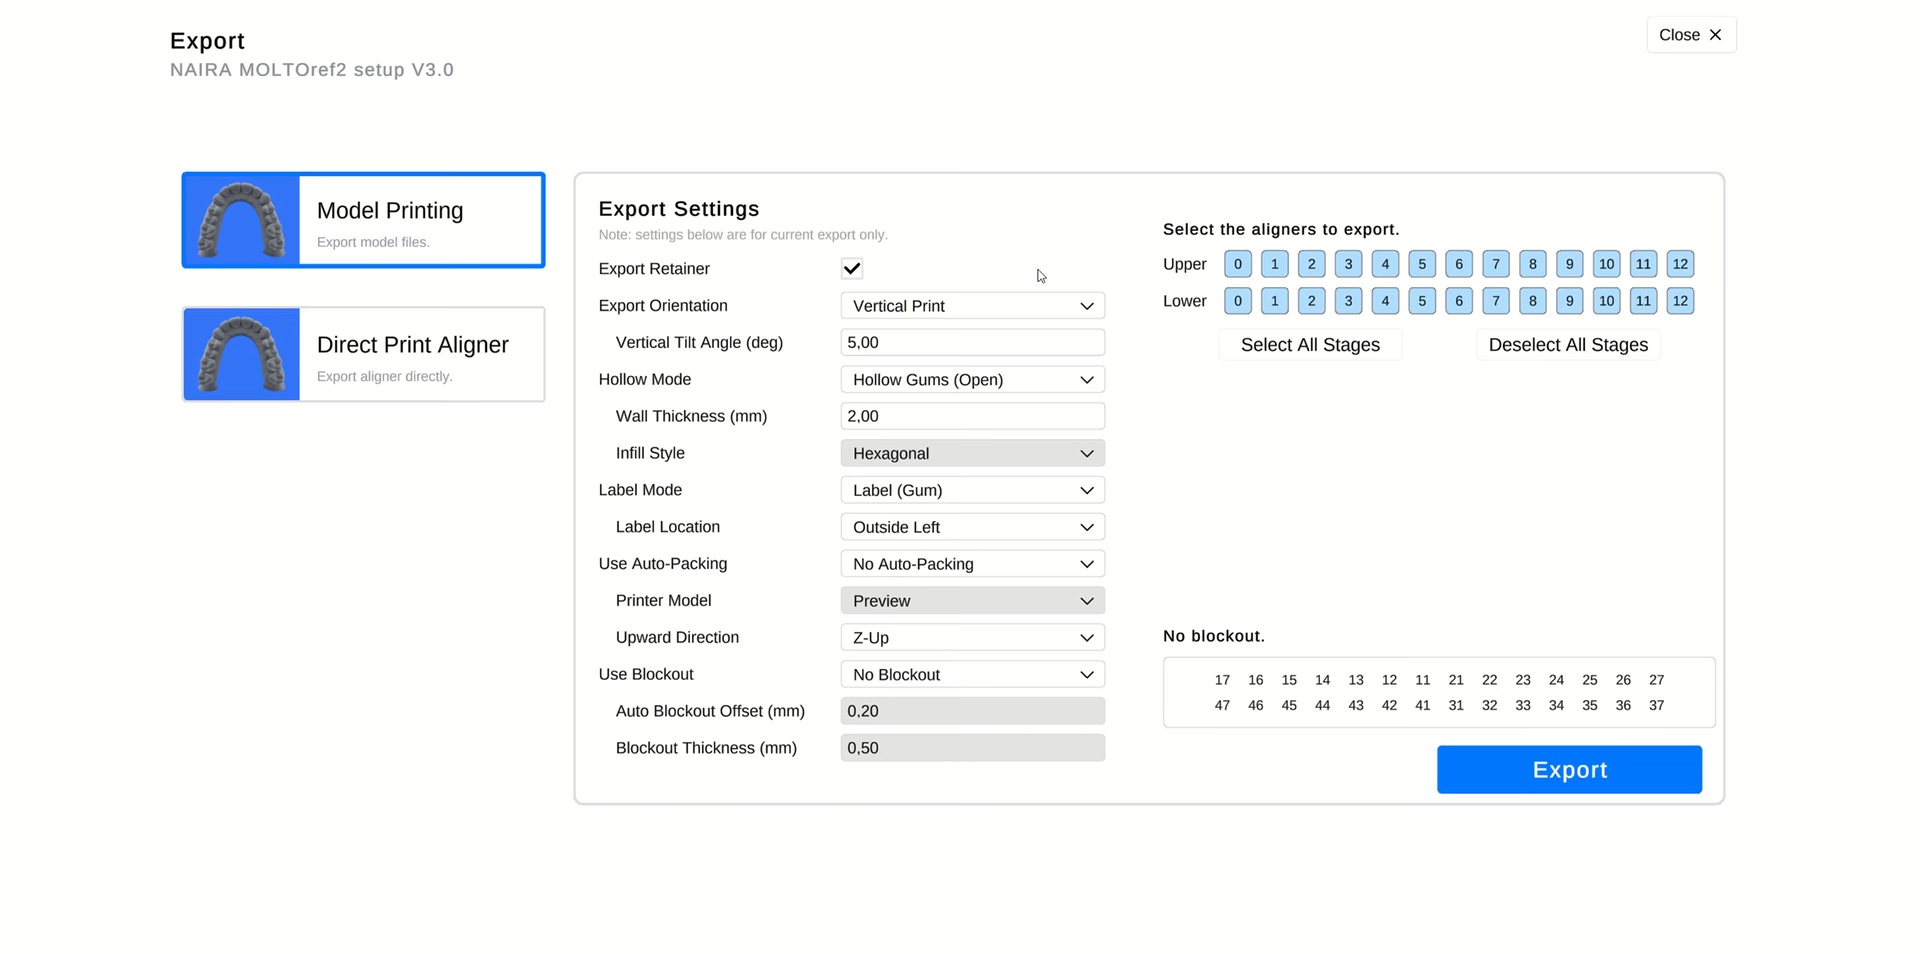 Export
NAIRA MOLTOref2 setup V3.0
Close
Model Printing
Export model files.
Direct Print Aligner
Export aligner directly.
Export Settings
Note: settings below are for current export only.
Export Retainer
Export Orientation Vertical Print
Vertical Tilt Angle (deg) 5,00
Hollow Mode Hollow Gums (Open)
Wall Thickness (mm) 2,00
Infill Style Hexagonal
Label Mode Label (Gum)
Label Location Outside Left
Use Auto-Packing No Auto-Packing
Printer Model Preview
Upward Direction Z-Up
Use Blockout No Blockout
Auto Blockout Offset (mm) 0,20
Blockout Thickness (mm) 0,50
Select the aligners to export.
Upper 0 1 2 3 4 5 6 7 8 9 10 11 12
Lower 0 1 2 3 4 5 6 7 8 9 10 11 12
Select All Stages Deselect All Stages
No blockout.
17 16 15 14 13 12 11 21 22 23 24 25 26 27
47 46 45 44 43 42 41 31 32 33 34 35 36 37
Export